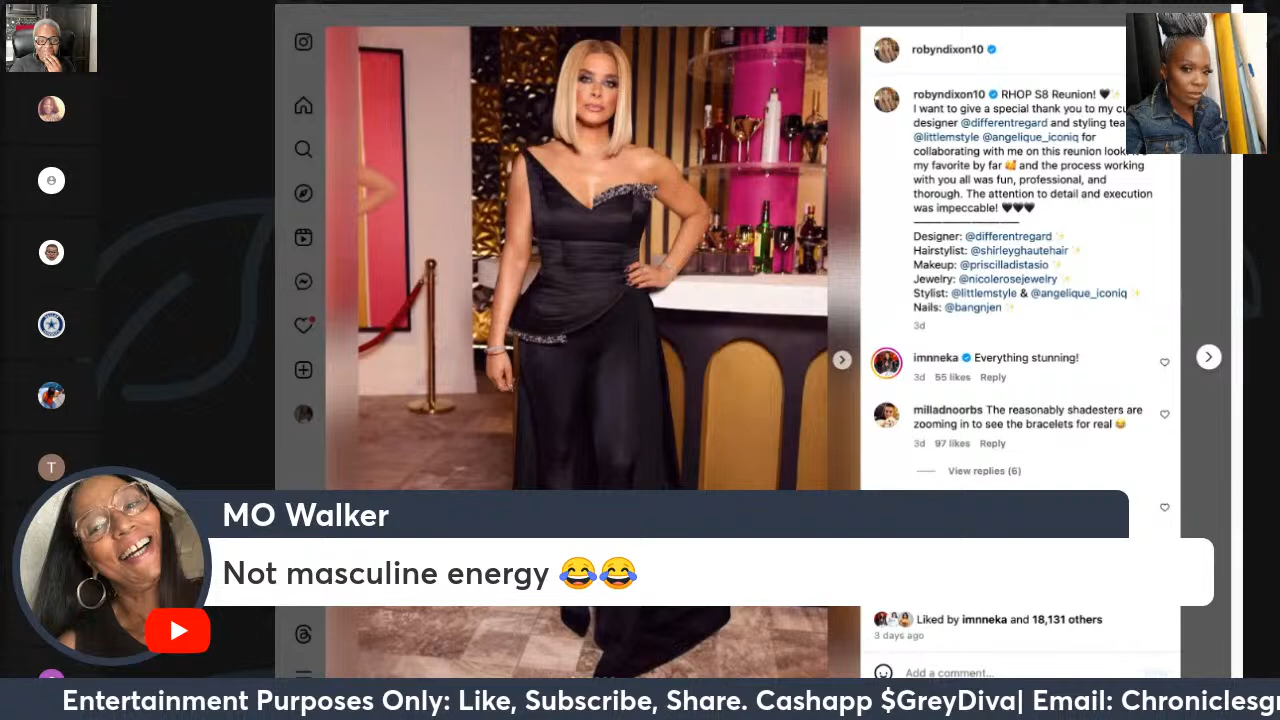 robyndixon10
robyndixon10 RHOP S8 Reunion! 🖤✨
I want to give a special thank you to my
designer @differentregard and styling
@littlemstyle @angelique_iconiq for
collaborating with me on this reunion
my favorite by far 🥰 and the process working
with you all was fun, professional, and
thorough. The attention to detail and execution
was impeccable! 🖤🖤🖤
Designer: @differentregard ✨
Hairstylist: @shirleyghautehair ✨
Makeup: @priscilladistasio ✨
Jewelry: @nicolerosejewelry ✨
Stylist: @littlemstyle & @angelique_iconiq ✨
Nails: @bangnjen ✨
3d
imnneka Everything stunning!
3d 55 likes Reply
milladnoorbs The reasonably shadesters are
zooming in to see the bracelets for real 😂
3d 97 likes Reply
View replies (6)
T
MO Walker
Not masculine energy 😂😂
Liked by imnneka and 18,131 others
3 days ago
Add a comment...
Entertainment Purposes Only: Like, Subscribe, Share. Cashapp $GreyDiva| Email: Chroniclesg